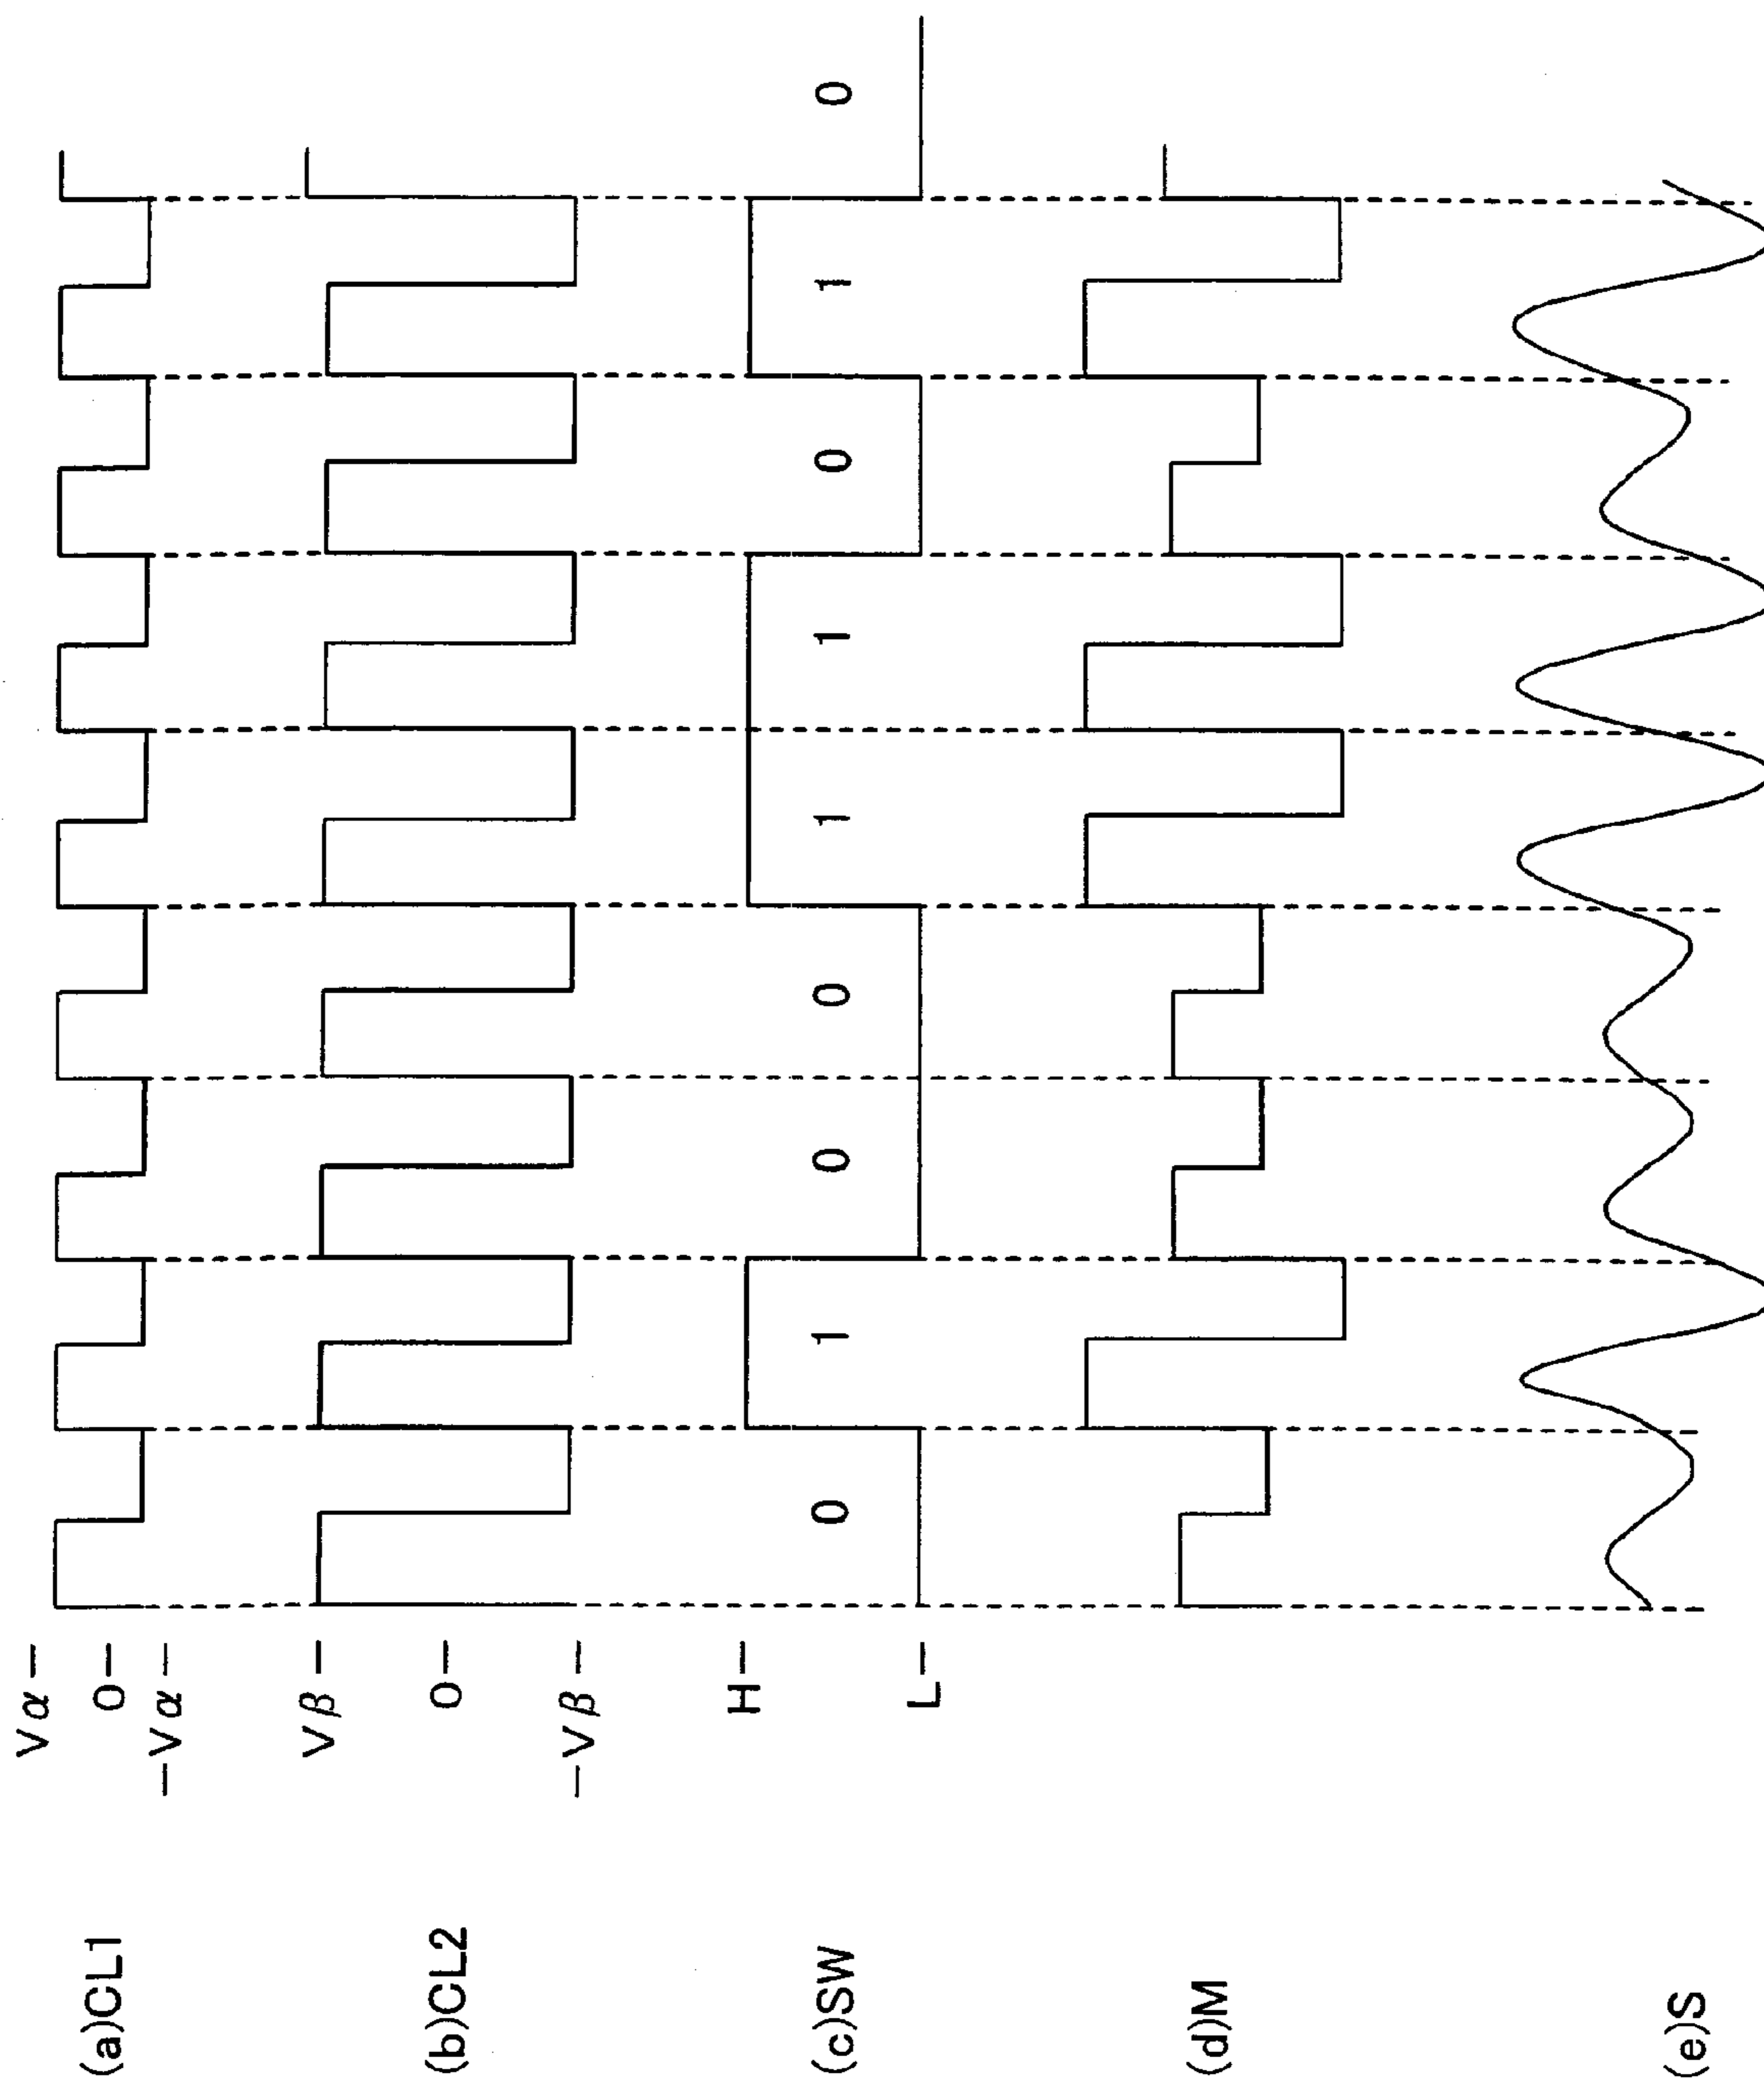 Vα−
(a)CL1 0−
−Vα−
Vβ−
(b)CL2 0−
−Vβ−
H−
(c)SW 0 1 0 0 1 1 0 1 0
L−
(d)M
(e)S